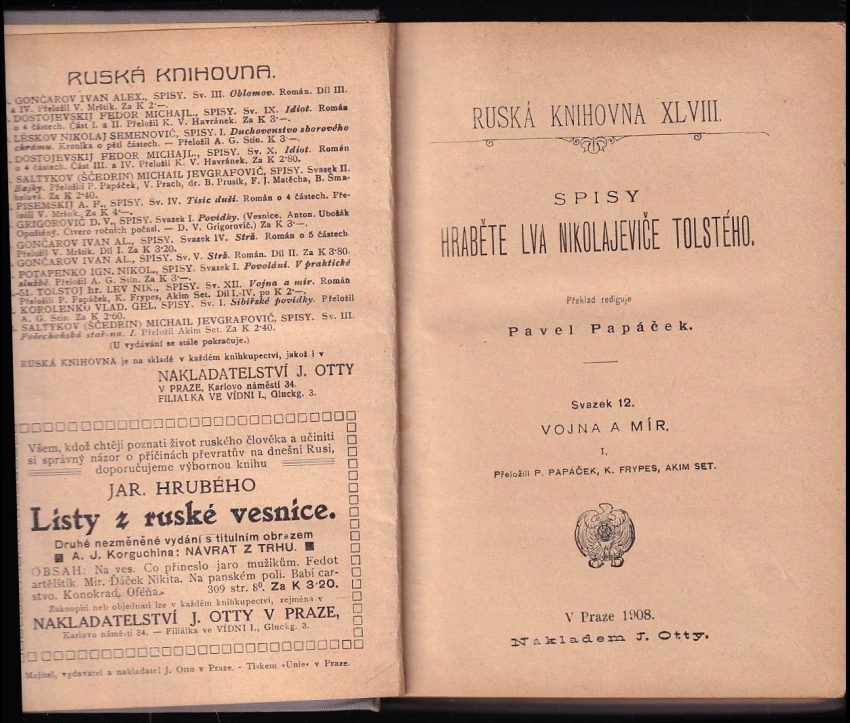 RUSKÁ KNIHOVNA.
GONČAROV IVAN ALEX., SPISY. Sv. III. Oblomov. Román. Díl III.
a IV. Přeložil V. Mrštík. Za K 2·—.
DOSTOJEVSKIJ FEDOR MICHAJL., SPISY. Sv. IX. Idiot. Román
o 4 částech. Část I. a II. Přeložil K. V. Havránek. Za K 3·—.
LĚSKOV NIKOLAJ SEMENOVIČ, SPISY. I. Duchovenstvo sborového
chrámu. Kronika o pěti částech. — Přeložil A. G. Stín. K 3·—.
DOSTOJEVSKIJ FEDOR MICHAJL., SPISY. Sv. X. Idiot. Román
o 4 částech. Část III. a IV. Přeložil K. V. Havránek. Za K 2·80.
SALTYKOV (ŠČEDRIN) MICHAIL JEVGRAFOVIČ, SPISY. Svazek II.
Bajky. Přeložili P. Papáček, V. Prach, dr. B. Prusík, F. J. Matěcha, B. Šma-
helová. Za K 2·40.
PISEMSKIJ A. F., SPISY. Sv. IV. Tisíc duší. Román o 4 částech. Pře-
ložil V. Mrštík. Za K 4·—.
GRIGOROVIČ D. V., SPISY. Svazek I. Povídky. (Vesnice. Anton Ubožák
Opuštěný. Čtvero ročních počasí. — D. V. Grigorovič.) Za K 3·—.
GONČAROV IVAN AL., SPISY. Svazek IV. Strž. Román o 5 částech
Přeložil V. Mrštík. Díl I. Za K 3·20.
GONČAROV IVAN AL., SPISY. Sv. V. Strž. Román. Díl II. Za K 3·80.
POTAPENKO IGN. NIKOL., SPISY. Svazek I. Povolání. V praktické
službě. Přeložil A. G. Stín. Za K 3·—.
-51. TOLSTOJ hr. LEV NIK., SPISY. Sv. XII. Vojna a mír. Román
Přeložili P. Papáček, K. Frypes, Akim Set. Díl I.-IV. po K 2·—.
KOROLENKO VLAD. GEL. SPISY. Sv. I. Sibiřské povídky. Přeložil
A. G. Stín. Za K 2·60.
SALTYKOV (ŠČEDRIN) MICHAIL JEVGRAFOVIČ, SPISY. Sv. III.
Pošechoňská stař.na. I. Přeložil Akim Set. Za K 2·40.
(U vydávání se stále pokračuje.)
RUSKÁ KNIHOVNA je na skladě v každém knihkupectví, jakož i v
NAKLADATELSTVÍ J. OTTY
V PRAZE, Karlovo náměstí 34.
FILIALKA VE VÍDNI I., Gluckg. 3.
Všem, kdož chtějí poznati život ruského člověka a učiniti
si správný názor o příčinách převratův na dnešní Rusi,
doporučujeme výbornou knihu
JAR. HRUBÉHO
Listy z ruské vesnice.
Druhé nezměněné vydání s titulním obrazem
A. J. Korguchina: NÁVRAT Z TRHU.
OBSAH: Na ves. Co přineslo jaro mužíkům. Fedot
artělštík. Mir. Ďáček Nikita. Na panském poli. Babí car-
stvo. Konokrad. Oféňa. 309 str. 8º. Za K 3·20.
Zakoupiti neb objednati lze v každém knihkupectví, zejména v
NAKLADATELSTVÍ J. OTTY V PRAZE,
Karlovo náměstí 34. — Filiálka ve VÍDNI I., Gluckg. 3.
Majitel, vydavatel a nakladatel J. Otto v Praze. - Tiskem »Unie« v Praze.
RUSKÁ KNIHOVNA XLVIII.
SPISY
HRABĚTE LVA NIKOLAJEVIČE TOLSTÉHO.
Překlad rediguje
Pavel Papáček.
Svazek 12.
VOJNA A MÍR.
I.
Přeložili P. PAPÁČEK, K. FRYPES, AKIM SET.
V Praze 1908.
Nakladem J. Otty.